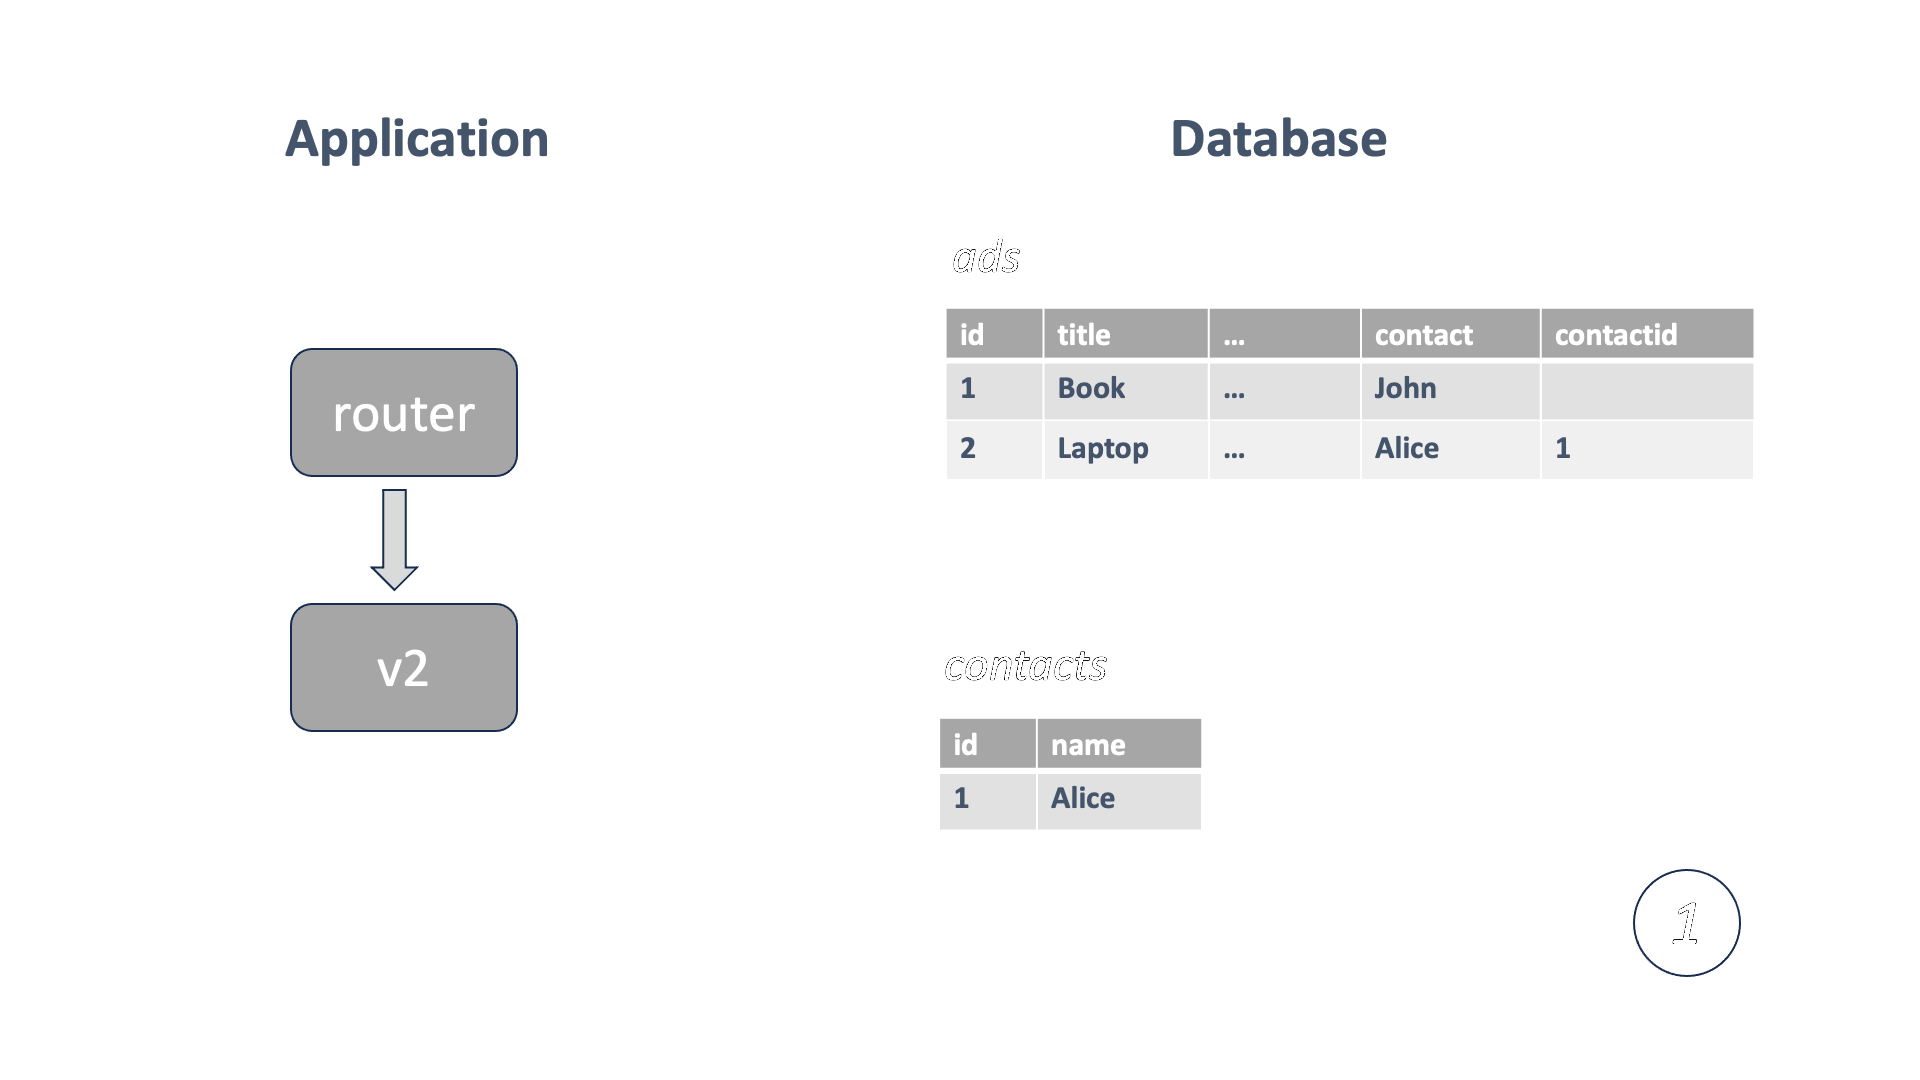 Application
Database
router
v2
ads
id title ... contact contactid
1 Book ... John
2 Laptop ... Alice 1
contacts
id name
1 Alice
1